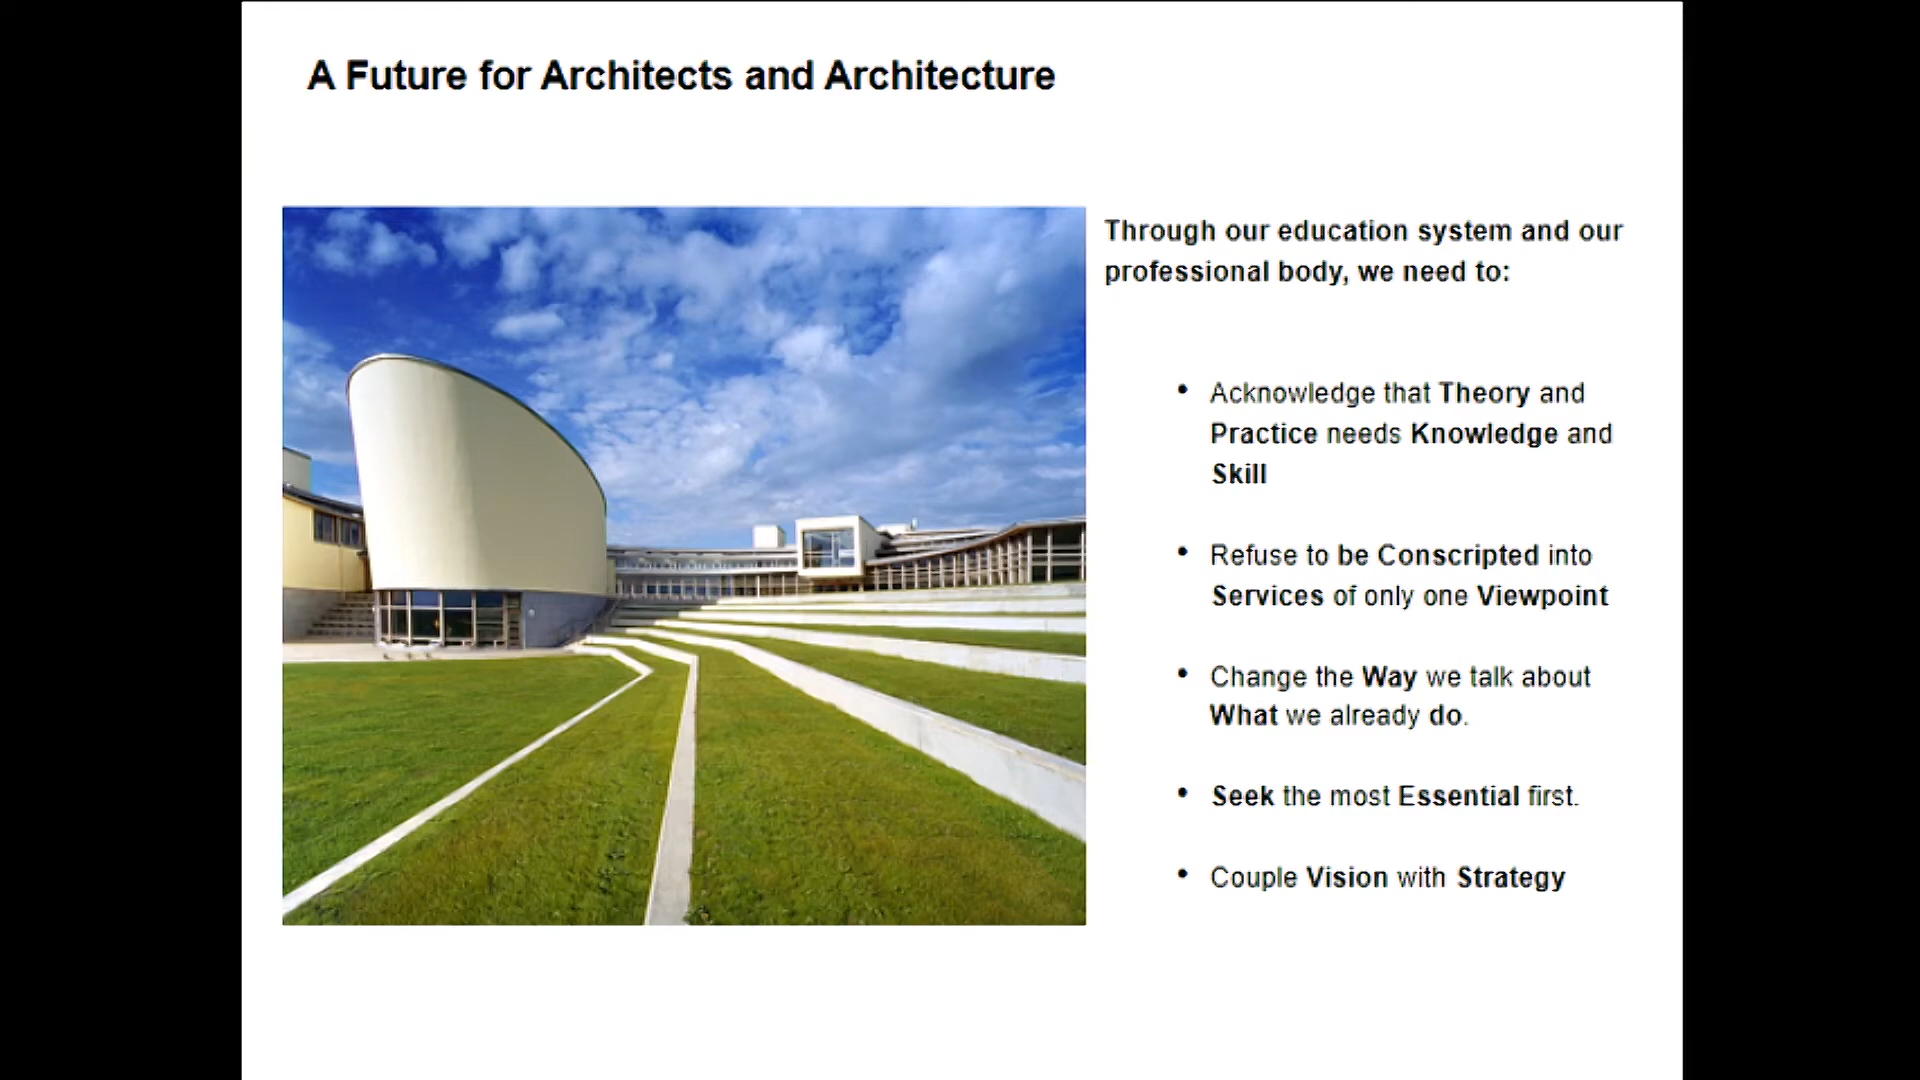 A Future for Architects and Architecture
Through our education system and our
professional body, we need to:
• Acknowledge that Theory and
Practice needs Knowledge and
Skill
• Refuse to be Conscripted into
Services of only one Viewpoint
• Change the Way we talk about
What we already do.
• Seek the most Essential first.
• Couple Vision with Strategy